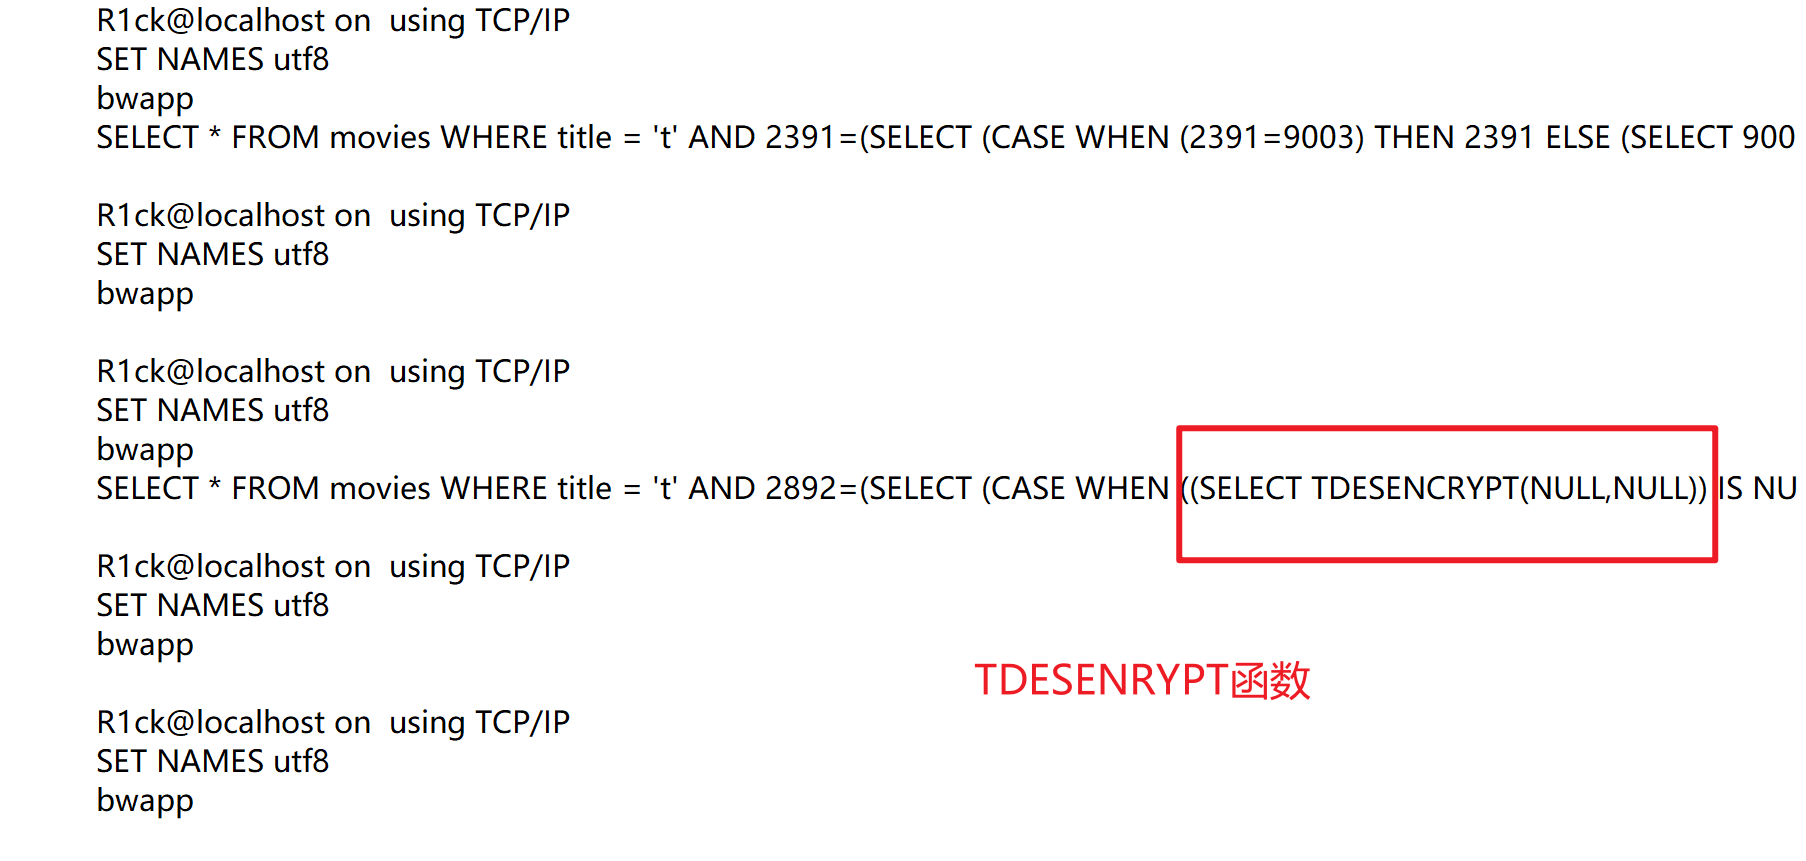 R1ck@localhost on  using TCP/IP
SET NAMES utf8
bwapp
SELECT * FROM movies WHERE title = 't' AND 2391=(SELECT (CASE WHEN (2391=9003) THEN 2391 ELSE (SELECT 900
R1ck@localhost on  using TCP/IP
SET NAMES utf8
bwapp
R1ck@localhost on  using TCP/IP
SET NAMES utf8
bwapp
SELECT * FROM movies WHERE title = 't' AND 2892=(SELECT (CASE WHEN ((SELECT TDESENCRYPT(NULL,NULL)) IS NU
R1ck@localhost on  using TCP/IP
SET NAMES utf8
bwapp
TDESENRYPT函数
R1ck@localhost on  using TCP/IP
SET NAMES utf8
bwapp